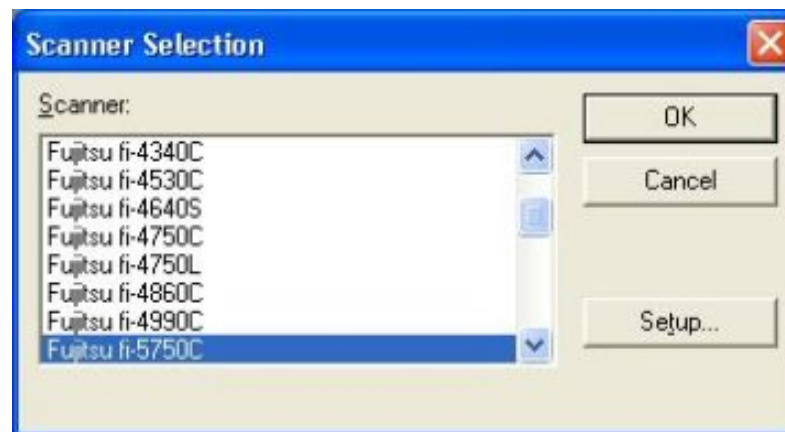 Scanner Selection
Scanner:
Fujitsu fi-4340C
Fujitsu fi-4530C
Fujitsu fi-4640S
Fujitsu fi-4750C
Fujitsu fi-4750L
Fujitsu fi-4860C
Fujitsu fi-4990C
Fujitsu fi-5750C
OK
Cancel
Setup...